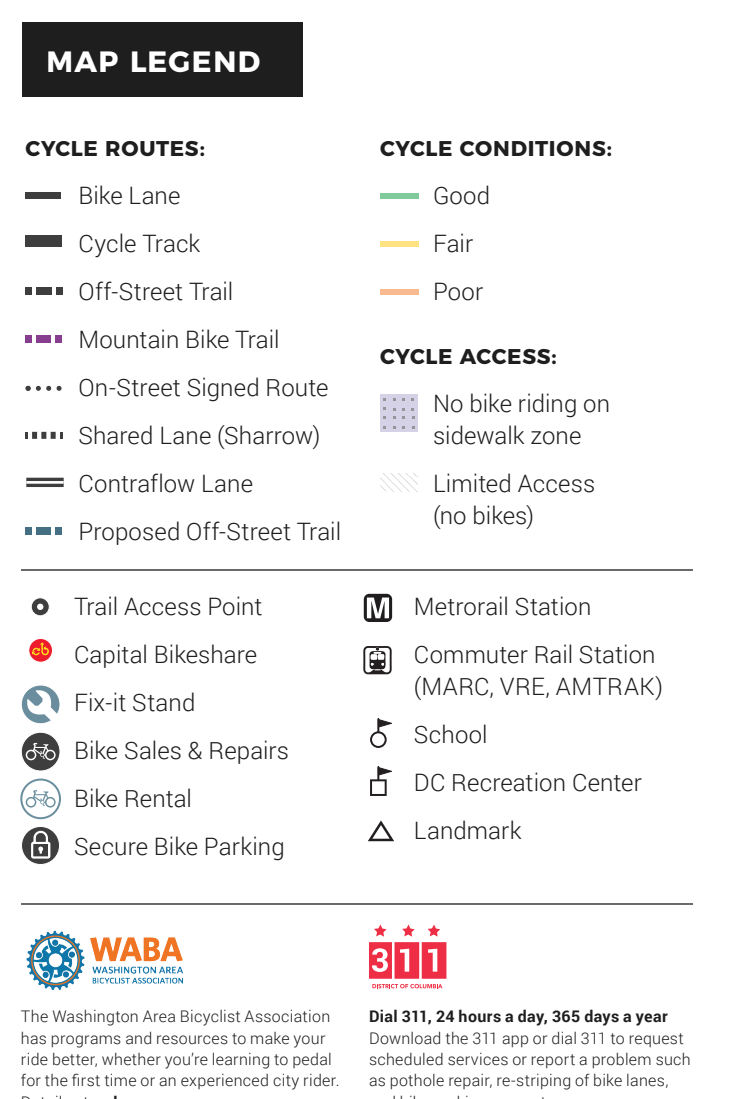 MAP LEGEND
CYCLE ROUTES:
Bike Lane
Cycle Track
Off-Street Trail
Mountain Bike Trail
On-Street Signed Route
Shared Lane (Sharrow)
Contraflow Lane
Proposed Off-Street Trail
CYCLE CONDITIONS:
Good
Fair
Poor
CYCLE ACCESS:
No bike riding on
sidewalk zone
Limited Access
(no bikes)
Trail Access Point
cb Capital Bikeshare
Fix-it Stand
Bike Sales & Repairs
Bike Rental
Secure Bike Parking
M Metrorail Station
Commuter Rail Station
(MARC, VRE, AMTRAK)
School
DC Recreation Center
Landmark
WABA
WASHINGTON AREA
BICYCLIST ASSOCIATION
The Washington Area Bicyclist Association
has programs and resources to make your
ride better, whether you're learning to pedal
for the first time or an experienced city rider.
311
DISTRICT OF COLUMBIA
Dial 311, 24 hours a day, 365 days a year
Download the 311 app or dial 311 to request
scheduled services or report a problem such
as pothole repair, re-striping of bike lanes,